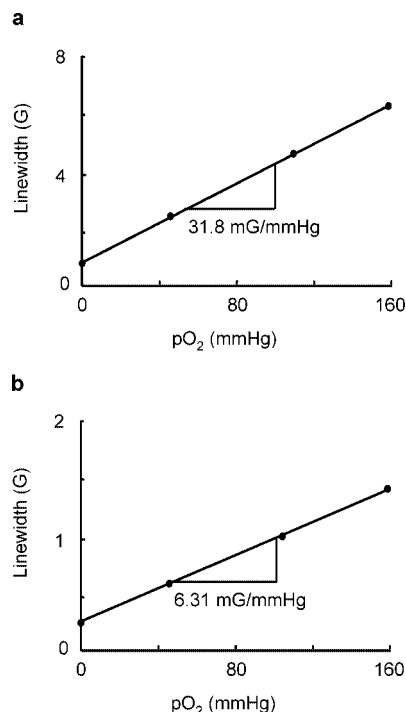 a
8
Linewidth (G)
4
31.8 mG/mmHg
0
0 80 160
pO₂ (mmHg)
b
2
Linewidth (G)
1
6.31 mG/mmHg
0
0 80 160
pO₂ (mmHg)